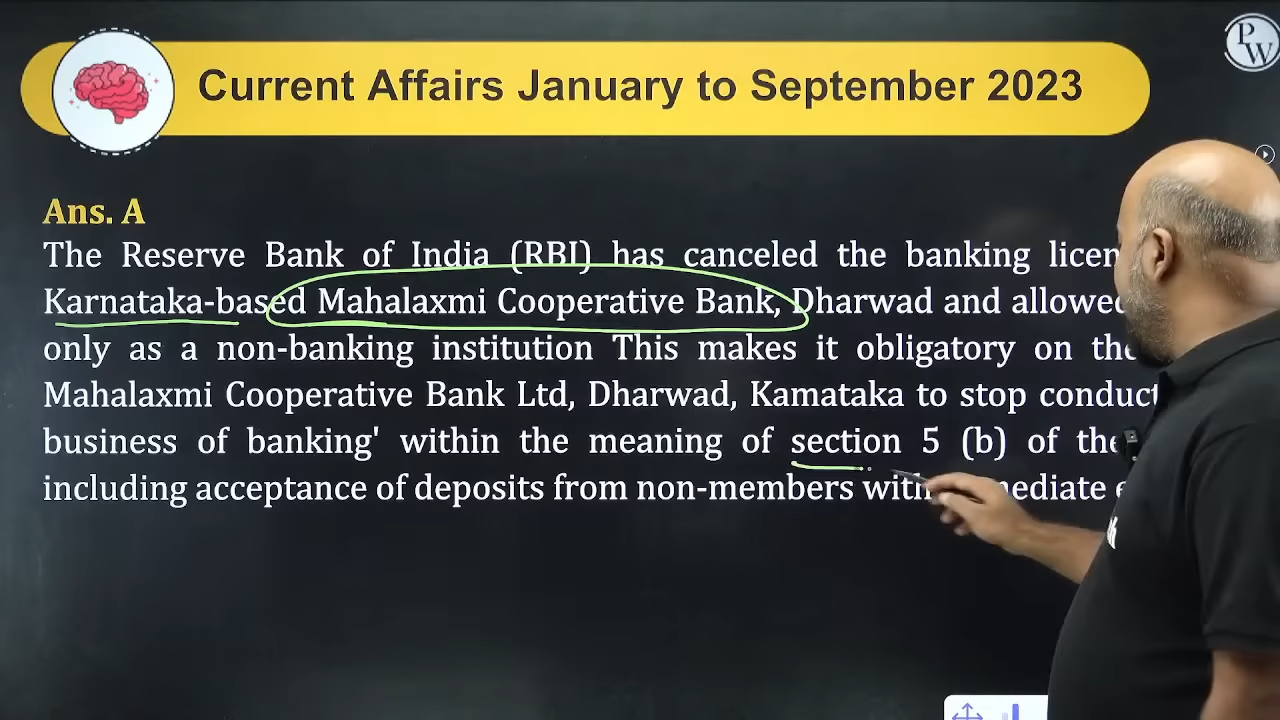 P
W
Current Affairs January to September 2023
Ans. A
The Reserve Bank of India (RBI) has canceled the banking
Karnataka-based Mahalaxmi Cooperative Bank, Dharwad and allowed
only as a non-banking institution This makes it obligatory on the
Mahalaxmi Cooperative Bank Ltd, Dharwad, Kamataka to stop
business of banking' within the meaning of section 5 (b) of the
including acceptance of deposits from non-members